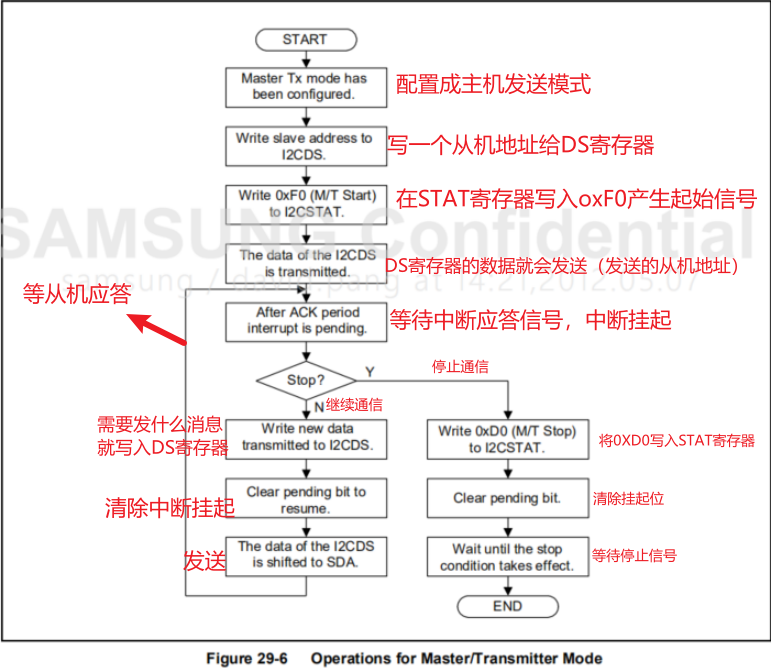 START
Master Tx mode has
been configured.
配置成主机发送模式
Write slave address to
I2CDS.
写一个从机地址给DS寄存器
Write 0xF0 (M/T Start)
to I2CSTAT.
在STAT寄存器写入oxF0产生起始信号
SAMSUNG Confidential
The data of the I2CDS
is transmitted.
DS寄存器的数据就会发送（发送的从机地址）
等从机应答
After ACK period
interrupt is pending.
等待中断应答信号，中断挂起
Stop?
Y
停止通信
N
继续通信
需要发什么消息
就写入DS寄存器
Write new data
transmitted to I2CDS.
Write 0xD0 (M/T Stop)
to I2CSTAT.
将0XD0写入STAT寄存器
清除中断挂起
Clear pending bit to
resume.
Clear pending bit.
清除挂起位
发送
The data of the I2CDS
is shifted to SDA.
Wait until the stop
condition takes effect.
等待停止信号
END
Figure 29-6 Operations for Master/Transmitter Mode